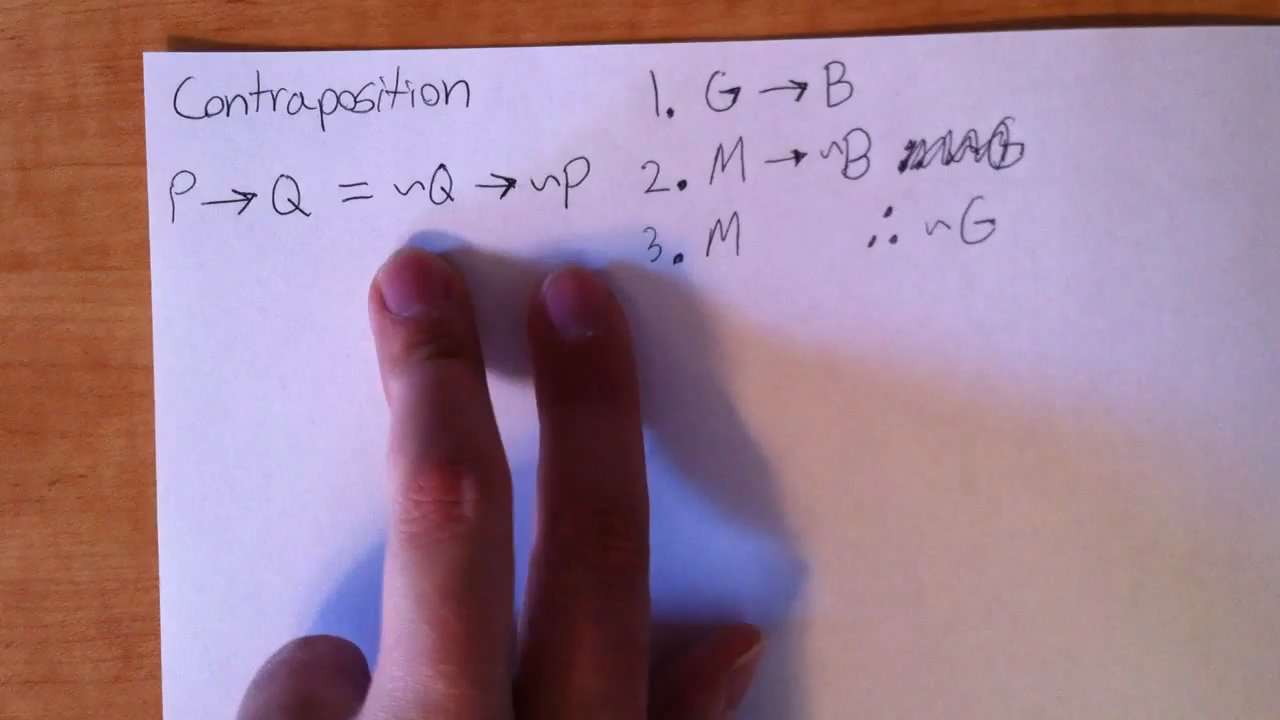 Contraposition
P → Q = ~Q → ~P
1. G → B
2. M → ~B
3. M ∴ ~G